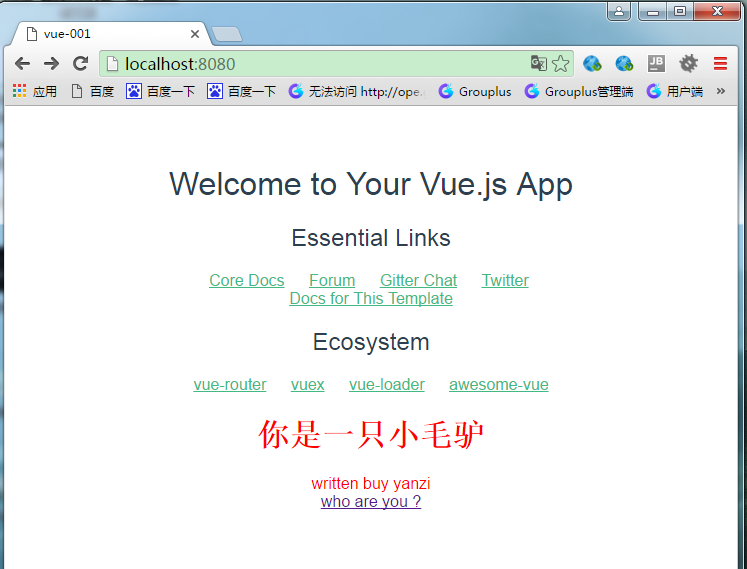 vue-001
localhost:8080
应用 百度 百度一下 百度一下 无法访问 http://ope. Grouplus Grouplus管理端 用户端 »
JB
Welcome to Your Vue.js App
Essential Links
Core Docs Forum Gitter Chat Twitter
Docs for This Template
Ecosystem
vue-router vuex vue-loader awesome-vue
你是一只小毛驴
written buy yanzi
who are you ?